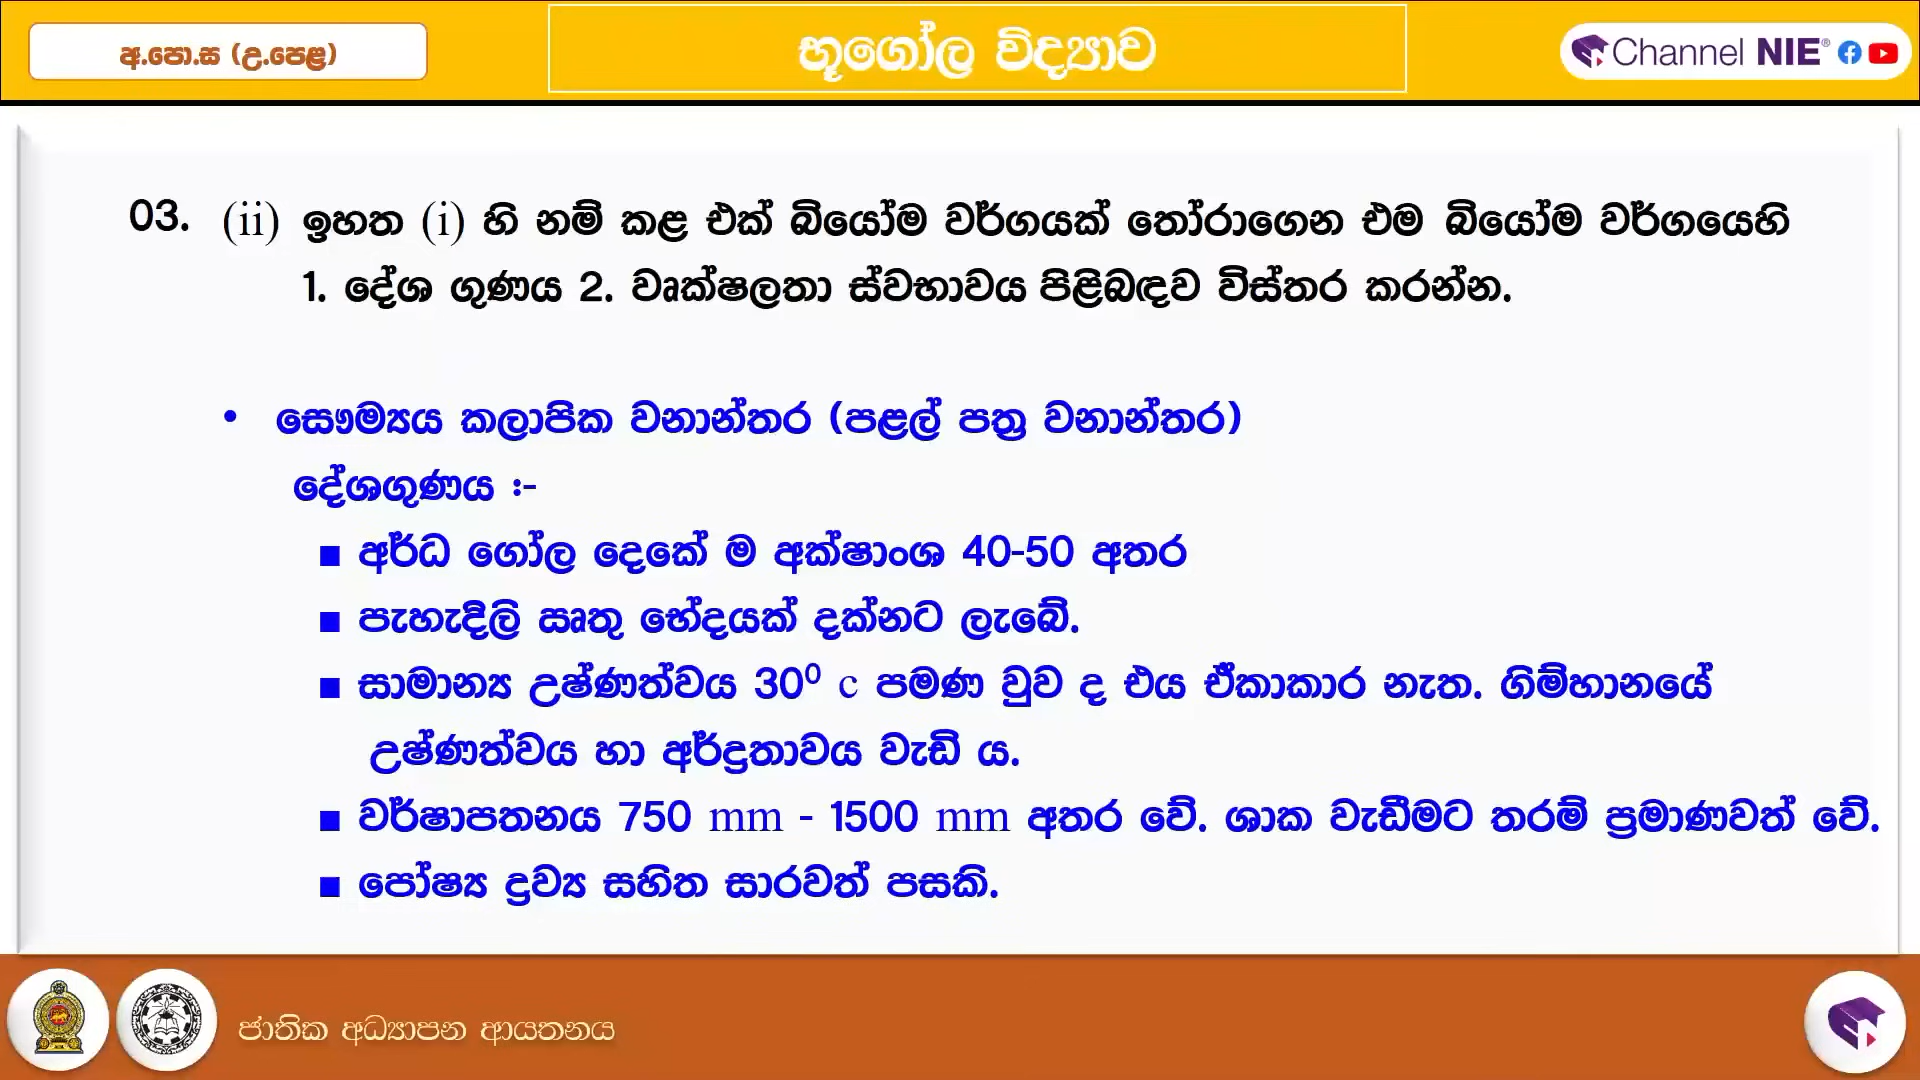 අ.පො.ස (උ.පෙළ)
භූගෝල විද්‍යාව
Channel NIE®
03. (ii) ඉහත (i) හි නම් කළ එක් බියෝම වර්ගයක් තෝරාගෙන එම බියෝම වර්ගයෙහි
1. දේශ ගුණය 2. වෘක්ෂලතා ස්වභාවය පිළිබඳව විස්තර කරන්න.
• සෞම්‍යය කලාපික වනාන්තර (පළල් පත්‍ර වනාන්තර)
දේශගුණය :-
■ අර්ධ ගෝල දෙකේ ම අක්ෂාංශ 40-50 අතර
■ පැහැදිලි ඍතු භේදයක් දක්නට ලැබේ.
■ සාමාන්‍ය උෂ්ණත්වය 30⁰ c පමණ වුව ද එය ඒකාකාර නැත. ගිම්හානයේ
උෂ්ණත්වය හා අර්ද්‍රතාවය වැඩි ය.
■ වර්ෂාපතනය 750 mm - 1500 mm අතර වේ. ශාක වැඩීමට තරම් ප්‍රමාණවත් වේ.
■ පෝෂ්‍ය ද්‍රව්‍ය සහිත සාරවත් පසකි.
ජාතික අධ්‍යාපන ආයතනය